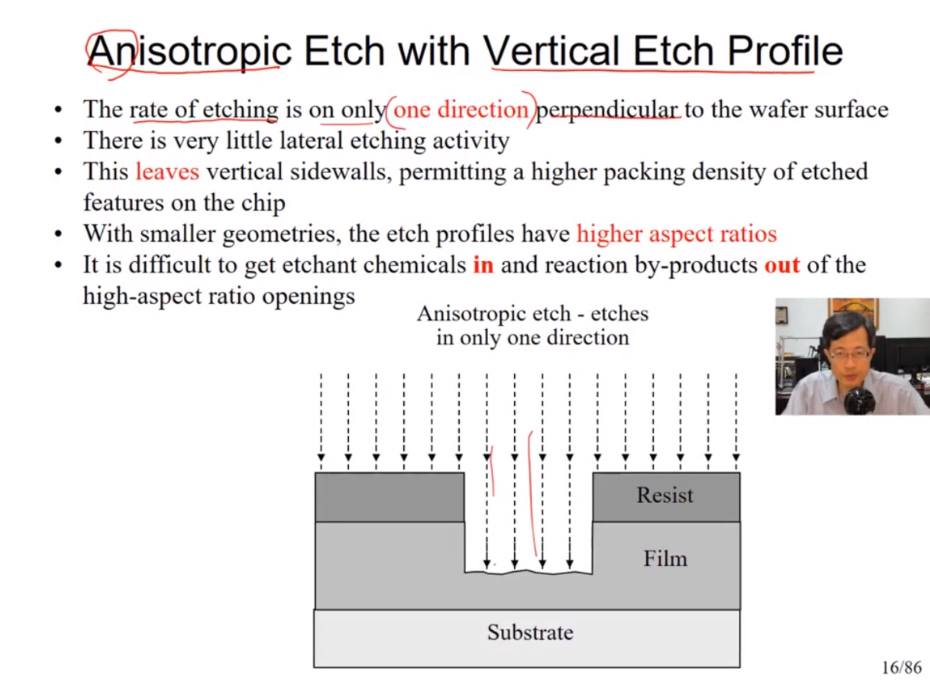 Anisotropic Etch with Vertical Etch Profile
• The rate of etching is on only one direction perpendicular to the wafer surface
• There is very little lateral etching activity
• This leaves vertical sidewalls, permitting a higher packing density of etched
features on the chip
• With smaller geometries, the etch profiles have higher aspect ratios
• It is difficult to get etchant chemicals in and reaction by-products out of the
high-aspect ratio openings
Anisotropic etch - etches
in only one direction
Resist
Film
Substrate
16/86